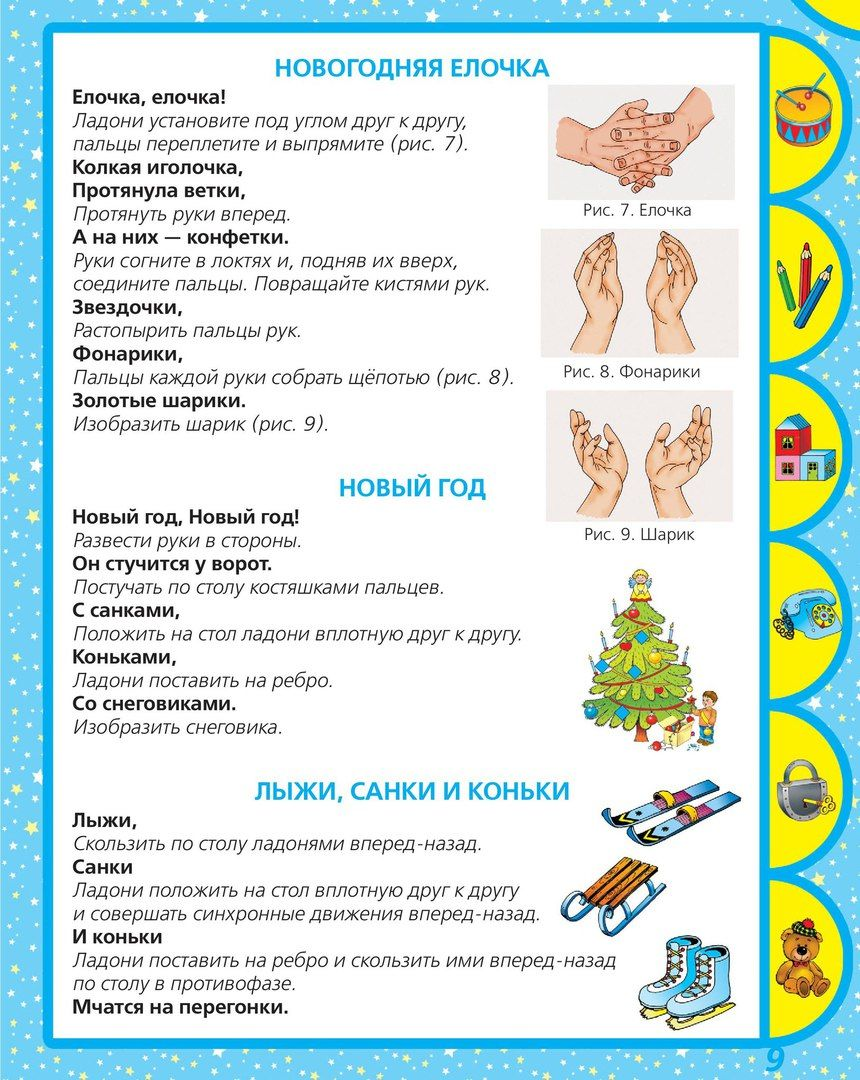 НОВОГОДНЯЯ ЕЛОЧКА
Елочка, елочка!
Ладони установите под углом друг к другу,
пальцы переплетите и выпрямите (рис. 7).
Колкая иголочка,
Протянула ветки,
Протянуть руки вперед.
А на них — конфетки.
Руки согните в локтях и, подняв их вверх,
соедините пальцы. Повращайте кистями рук.
Звездочки,
Растопырить пальцы рук.
Фонарики,
Пальцы каждой руки собрать щёпотью (рис. 8).
Золотые шарики.
Изобразить шарик (рис. 9).
Рис. 7. Елочка
Рис. 8. Фонарики
Рис. 9. Шарик
НОВЫЙ ГОД
Новый год, Новый год!
Развести руки в стороны.
Он стучится у ворот.
Постучать по столу костяшками пальцев.
С санками,
Положить на стол ладони вплотную друг к другу.
Коньками,
Ладони поставить на ребро.
Со снеговиками.
Изобразить снеговика.
ЛЫЖИ, САНКИ И КОНЬКИ
Лыжи,
Скользить по столу ладонями вперед-назад.
Санки
Ладони положить на стол вплотную друг к другу
и совершать синхронные движения вперед-назад.
И коньки
Ладони поставить на ребро и скользить ими вперед-назад
по столу в противофазе.
Мчатся на перегонки.
9